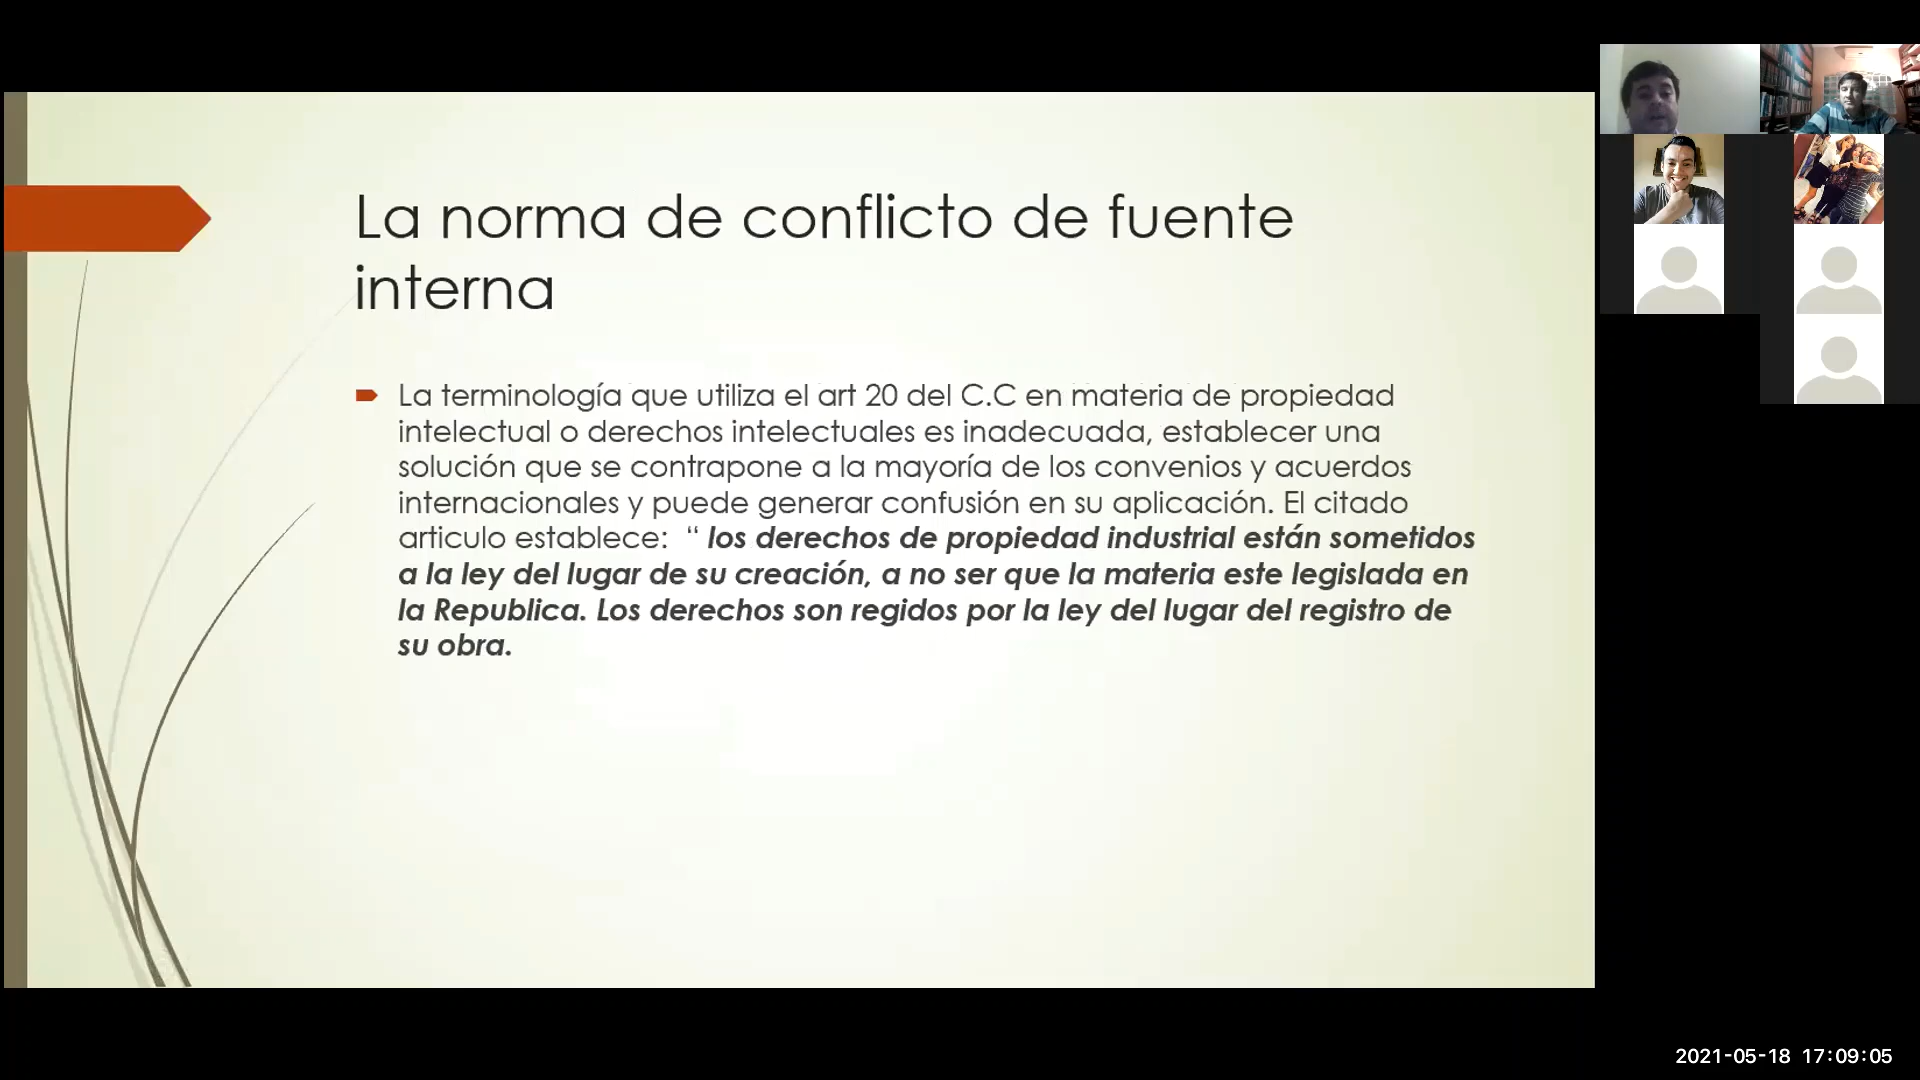 La norma de conflicto de fuente
interna
La terminología que utiliza el art 20 del C.C en materia de propiedad
intelectual o derechos intelectuales es inadecuada, establecer una
solución que se contrapone a la mayoría de los convenios y acuerdos
internacionales y puede generar confusión en su aplicación. El citado
articulo establece:  “ los derechos de propiedad industrial están sometidos
a la ley del lugar de su creación, a no ser que la materia este legislada en
la Republica. Los derechos son regidos por la ley del lugar del registro de
su obra.
2021-05-18 17:09:05